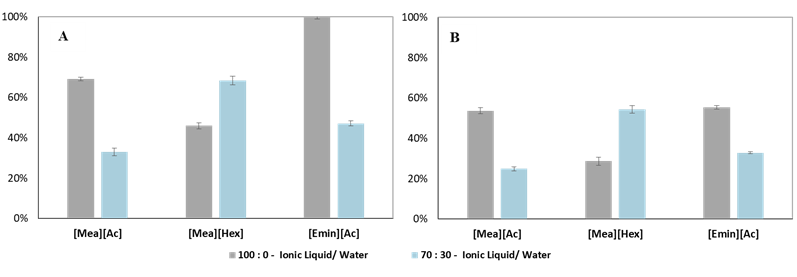 100%
80%
60%
40%
20%
0%
A
[Mea][Ac]
[Mea][Hex]
[Emin][Ac]
100%
80%
60%
40%
20%
0%
B
[Mea][Ac]
[Mea][Hex]
[Emin][Ac]
100 : 0 - Ionic Liquid/ Water
70 : 30 - Ionic Liquid/ Water